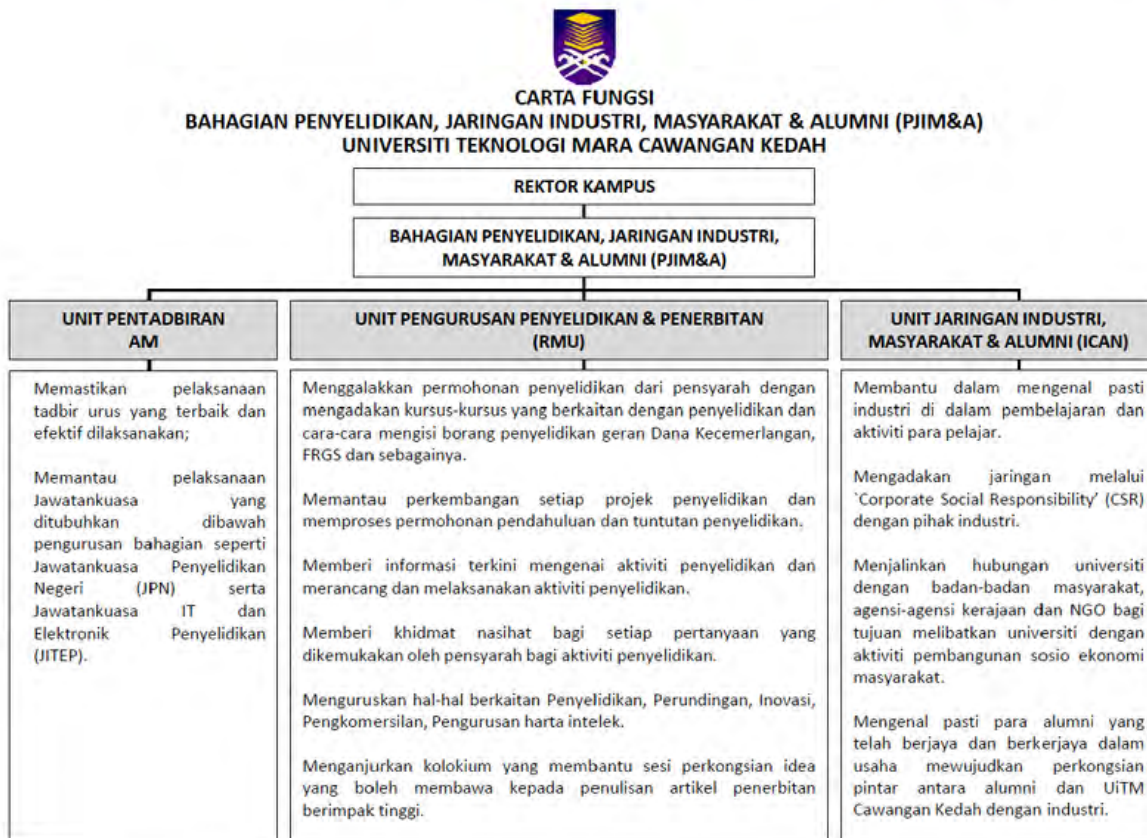 CARTA FUNGSI
BAHAGIAN PENYELIDIKAN, JARINGAN INDUSTRI, MASYARAKAT & ALUMNI (PJIM&A)
UNIVERSITI TEKNOLOGI MARA CAWANGAN KEDAH
REKTOR KAMPUS
BAHAGIAN PENYELIDIKAN, JARINGAN INDUSTRI,
MASYARAKAT & ALUMNI (PJIM&A)
UNIT PENTADBIRAN
AM
Memastikan pelaksanaan
tadbir urus yang terbaik dan
efektif dilaksanakan;
Memantau pelaksanaan
Jawatankuasa yang
ditubuhkan dibawah
pengurusan bahagian seperti
Jawatankuasa Penyelidikan
Negeri (JPN) serta
Jawatankuasa IT dan
Elektronik Penyelidikan
(JITEP).
UNIT PENGURUSAN PENYELIDIKAN & PENERBITAN
(RMU)
Menggalakkan permohonan penyelidikan dari pensyarah dengan
mengadakan kursus-kursus yang berkaitan dengan penyelidikan dan
cara-cara mengisi borang penyelidikan geran Dana Kecemerlangan,
FRGS dan sebagainya.
Memantau perkembangan setiap projek penyelidikan dan
memproses permohonan pendahuluan dan tuntutan penyelidikan.
Memberi informasi terkini mengenai aktiviti penyelidikan dan
merancang dan melaksanakan aktiviti penyelidikan.
Memberi khidmat nasihat bagi setiap pertanyaan yang
dikemukakan oleh pensyarah bagi aktiviti penyelidikan.
Menguruskan hal-hal berkaitan Penyelidikan, Perundingan, Inovasi,
Pengkomersilan, Pengurusan harta intelek.
Menganjurkan kolokium yang membantu sesi perkongsian idea
yang boleh membawa kepada penulisan artikel penerbitan
berimpak tinggi.
UNIT JARINGAN INDUSTRI,
MASYARAKAT & ALUMNI (ICAN)
Membantu dalam mengenal pasti
industri di dalam pembelajaran dan
aktiviti para pelajar.
Mengadakan jaringan melalui
`Corporate Social Responsibility' (CSR)
dengan pihak industri.
Menjalinkan hubungan universiti
dengan badan-badan masyarakat,
agensi-agensi kerajaan dan NGO bagi
tujuan melibatkan universiti dengan
aktiviti pembangunan sosio ekonomi
masyarakat.
Mengenal pasti para alumni yang
telah berjaya dan berkerjaya dalam
usaha mewujudkan perkongsian
pintar antara alumni dan UiTM
Cawangan Kedah dengan industri.